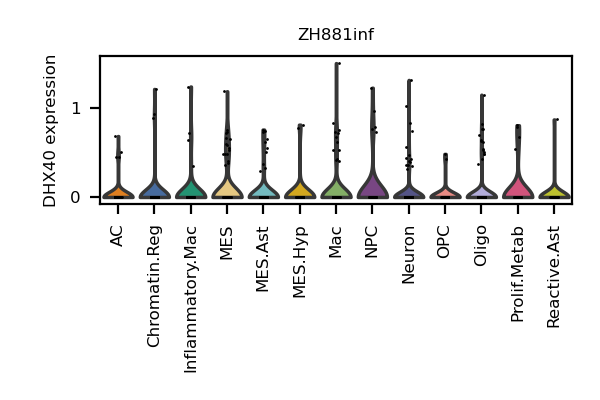 ZH881inf
DHX40 expression
1
0
AC
Chromatin.Reg
Inflammatory.Mac
MES
MES.Ast
MES.Hyp
Mac
NPC
Neuron
OPC
Oligo
Prolif.Metab
Reactive.Ast